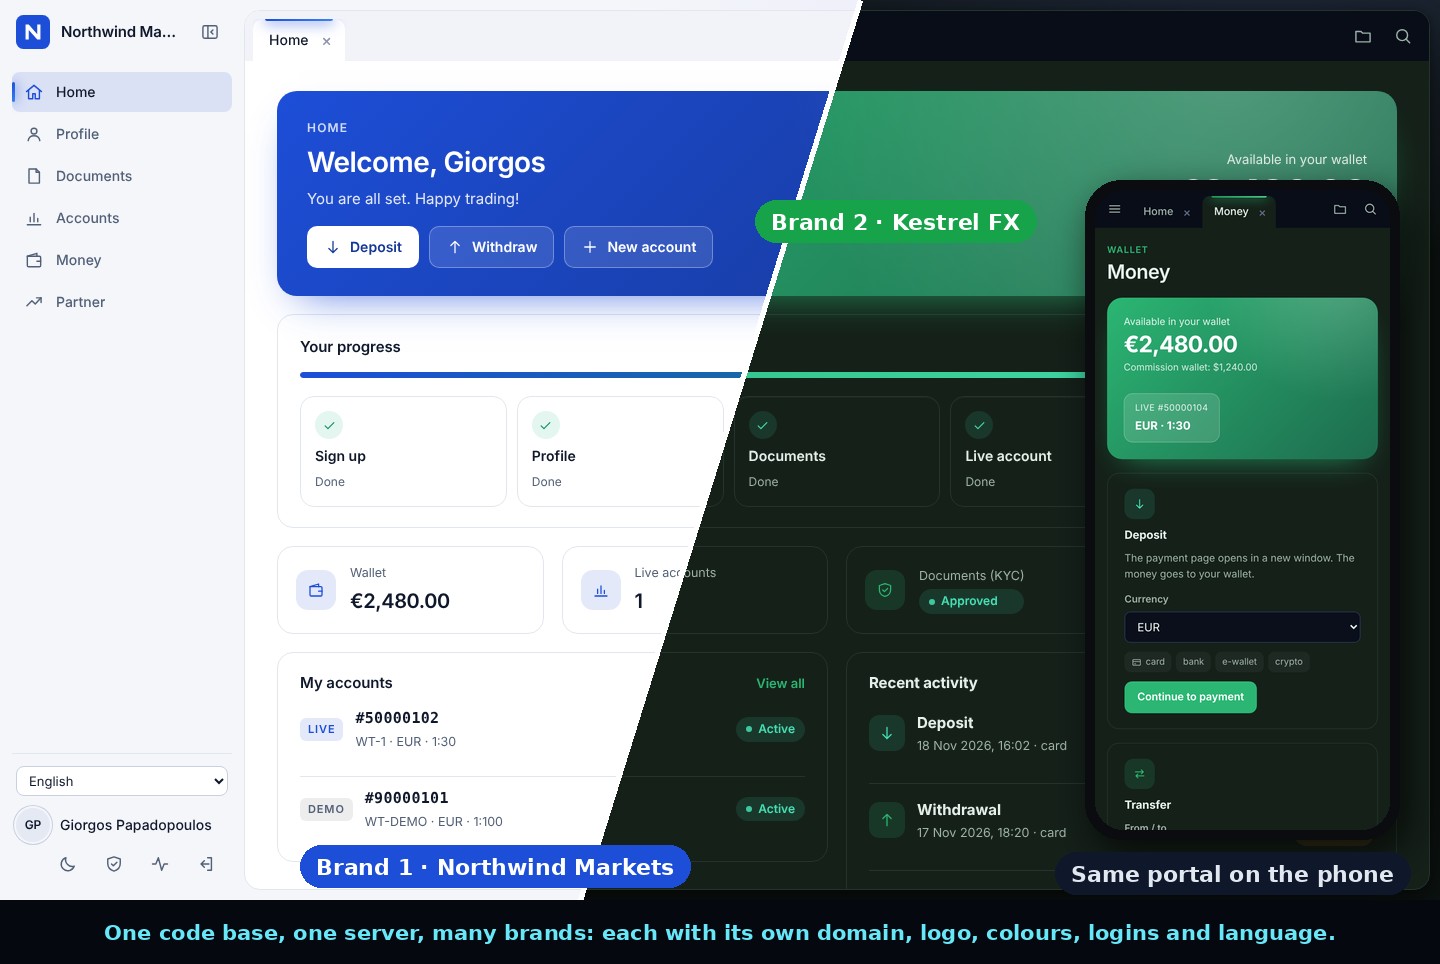 N Northwind Ma...
Home
Profile
Documents
Accounts
Money
Partner
English
GP Giorgos Papadopoulos
Home ×
HOME
Welcome, Giorgos
You are all set. Happy trading!
Deposit
Withdraw
New account
Available in your wallet
Brand 2 · Kestrel FX
Your progress
Sign up
Done
Profile
Done
Documents
Done
Live account
Done
Wallet
€2,480.00
Live accounts
1
Documents (KYC)
Approved
My accounts
View all
LIVE #50000102
WT-1 · EUR · 1:30
Active
DEMO #90000101
WT-DEMO · EUR · 1:100
Active
Recent activity
Deposit
18 Nov 2026, 16:02 · card
Withdrawal
17 Nov 2026, 18:20 · card
Home × Money ×
WALLET
Money
Available in your wallet
€2,480.00
Commission wallet: $1,240.00
LIVE #50000104
EUR · 1:30
Deposit
The payment page opens in a new window. The
money goes to your wallet.
Currency
EUR
card bank e-wallet crypto
Continue to payment
Transfer
From / to
Brand 1 · Northwind Markets
Same portal on the phone
One code base, one server, many brands: each with its own domain, logo, colours, logins and language.